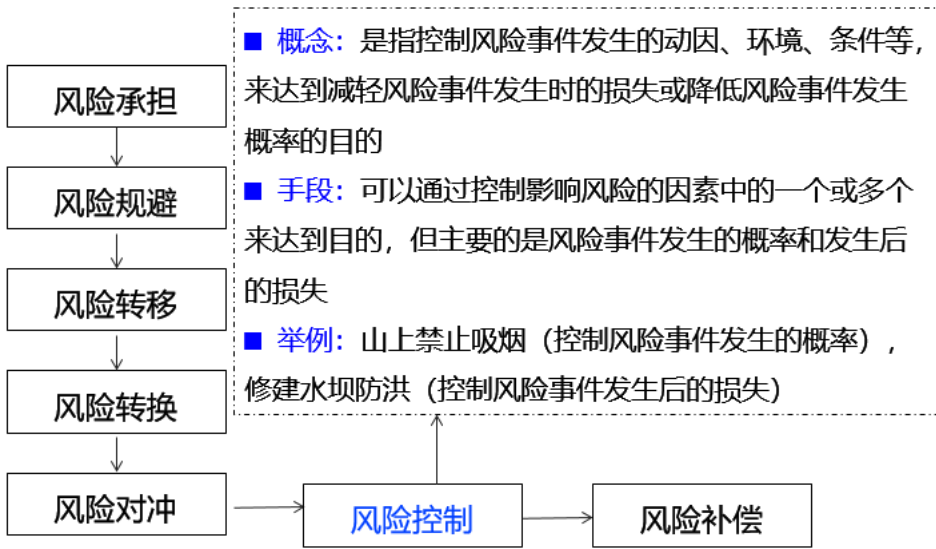 ■ 概念：是指控制风险事件发生的动因、环境、条件等，
来达到减轻风险事件发生时的损失或降低风险事件发生
概率的目的
■ 手段：可以通过控制影响风险的因素中的一个或多个
来达到目的，但主要的是风险事件发生的概率和发生后
的损失
■ 举例：山上禁止吸烟（控制风险事件发生的概率），
修建水坝防洪（控制风险事件发生后的损失）
风险承担
风险规避
风险转移
风险转换
风险对冲
风险控制
风险补偿